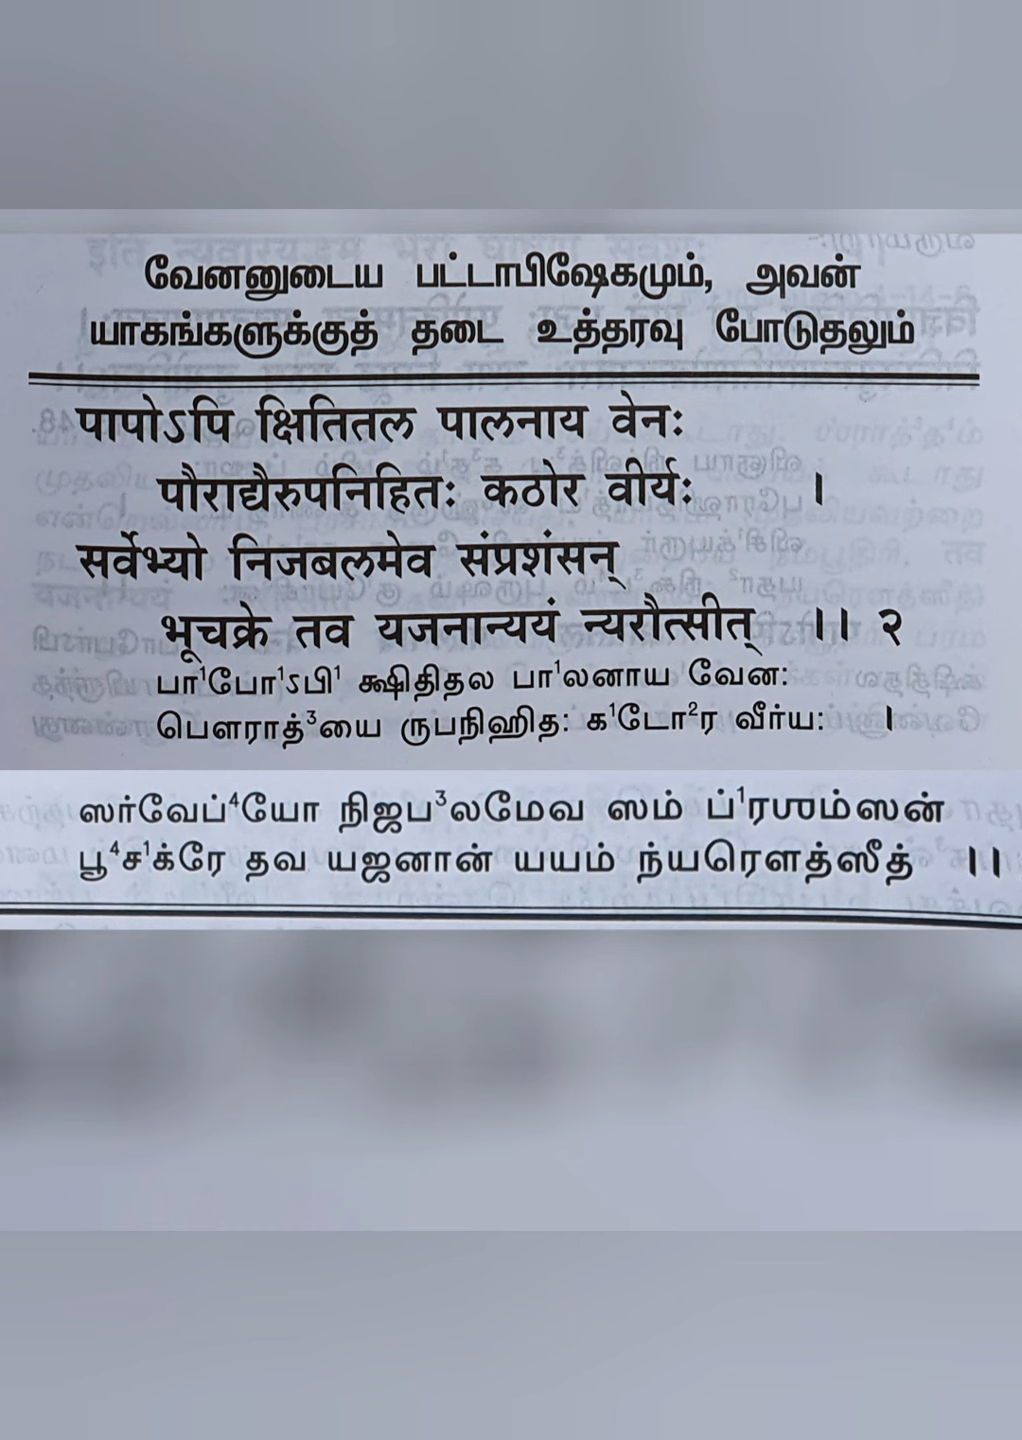 வேனனுடைய பட்டாபிஷேகமும், அவன்
யாகங்களுக்குத் தடை உத்தரவு போடுதலும்
पापोऽपि क्षितितल पालनाय वेनः
पौराद्यैरुपनिहितः कठोर वीर्यः ।
सर्वेभ्यो निजबलमेव संप्रशंसन्
भूचक्रे तव यजनान्ययं न्यरौत्सीत् ।। २
பா¹போ¹ऽபி¹ க்ஷிதிதல பா¹லனாய வேன:
பௌராத்³யை ருபநிஹித: க¹டோ²ர வீர்ய: ।
ஸர்வேப்⁴யோ நிஜப³லமேவ ஸம் ப்¹ரஶம்ஸன்
பூ⁴ச¹க்ரே தவ யஜனான் யயம் ந்யரௌத்ஸீத் ।।